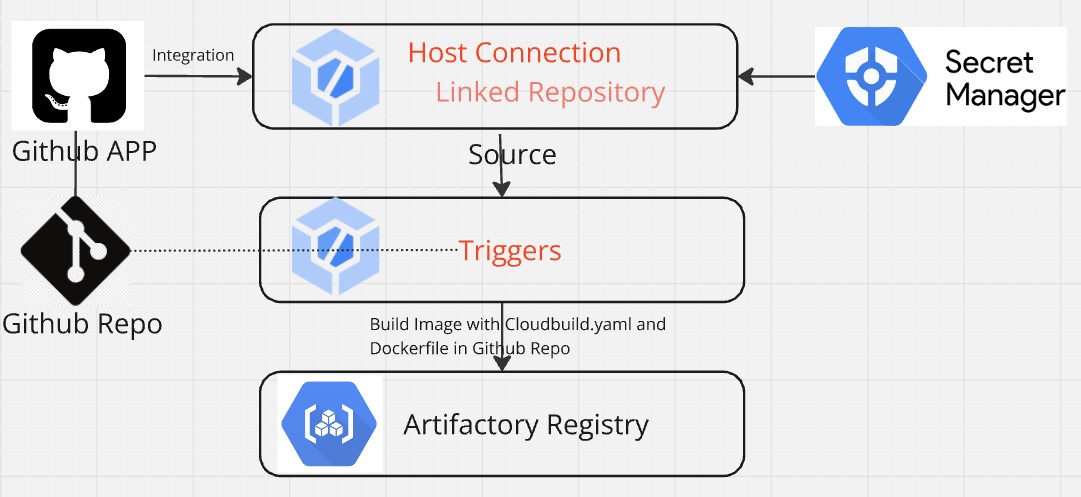 Integration
Host Connection
Linked Repository
Secret
Manager
Github APP
Source
Triggers
Github Repo
Build Image with Cloudbuild.yaml and
Dockerfile in Github Repo
Artifactory Registry